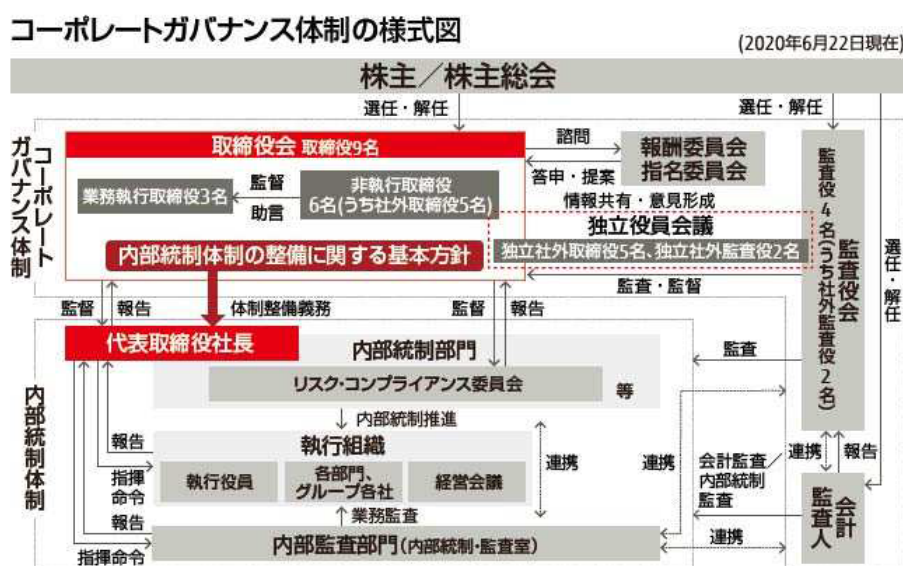 コーポレートガバナンス体制の様式図
(2020年6月22日現在)
株主／株主総会
選任・解任
選任・解任
コーポレート
ガバナンス体制
取締役会 取締役9名
諮問
報酬委員会
指名委員会
答申・提案
業務執行取締役3名
監督
助言
非執行取締役
6名(うち社外取締役5名)
情報共有・意見形成
独立役員会議
独立社外取締役5名、独立社外監査役2名
内部統制体制の整備に関する基本方針
監査・監督
監査役会
監査役4名(うち社外監査役2名)
選任・解任
監督
報告
体制整備義務
監督
報告
内部統制体制
代表取締役社長
内部統制部門
リスク・コンプライアンス委員会
等
監査
内部統制推進
執行組織
執行役員
各部門、
グループ各社
経営会議
報告
指揮
命令
連携
連携
会計監査／
内部統制
監査
連携
報告
業務監査
会計
監査人
報告
指揮命令
内部監査部門(内部統制・監査室)
連携